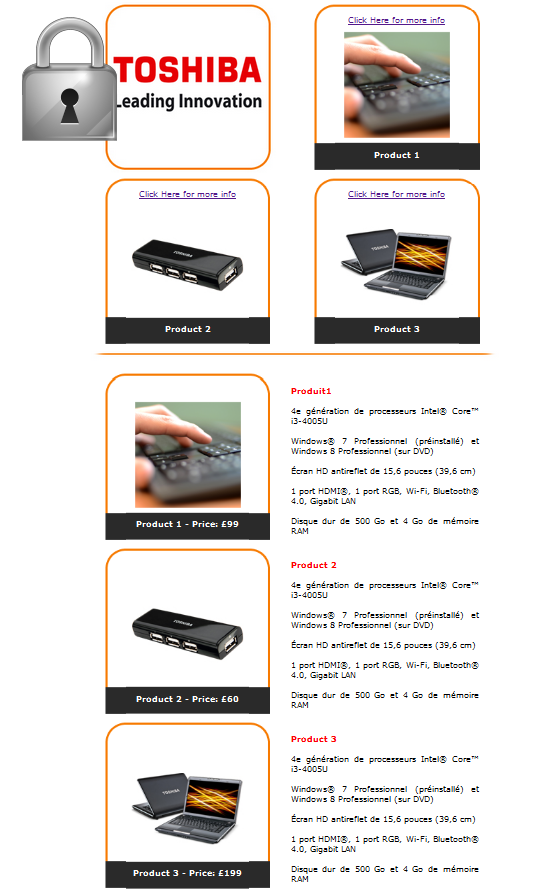 TOSHIBA
Leading Innovation
Click Here for more info
Product 1
Click Here for more info
Product 2
Click Here for more info
Product 3
Product 1 - Price: £99
Produit1
4e génération de processeurs Intel® Core™
i3-4005U
Windows® 7 Professionnel (préinstallé) et
Windows 8 Professionnel (sur DVD)
Écran HD antireflet de 15,6 pouces (39,6 cm)
1 port HDMI®, 1 port RGB, Wi-Fi, Bluetooth®
4.0, Gigabit LAN
Disque dur de 500 Go et 4 Go de mémoire
RAM
TOSHIBA
Product 2 - Price: £60
Product 2
4e génération de processeurs Intel® Core™
i3-4005U
Windows® 7 Professionnel (préinstallé) et
Windows 8 Professionnel (sur DVD)
Écran HD antireflet de 15,6 pouces (39,6 cm)
1 port HDMI®, 1 port RGB, Wi-Fi, Bluetooth®
4.0, Gigabit LAN
Disque dur de 500 Go et 4 Go de mémoire
RAM
TOSHIBA
Product 3 - Price: £199
Product 3
4e génération de processeurs Intel® Core™
i3-4005U
Windows® 7 Professionnel (préinstallé) et
Windows 8 Professionnel (sur DVD)
Écran HD antireflet de 15,6 pouces (39,6 cm)
1 port HDMI®, 1 port RGB, Wi-Fi, Bluetooth®
4.0, Gigabit LAN
Disque dur de 500 Go et 4 Go de mémoire
RAM